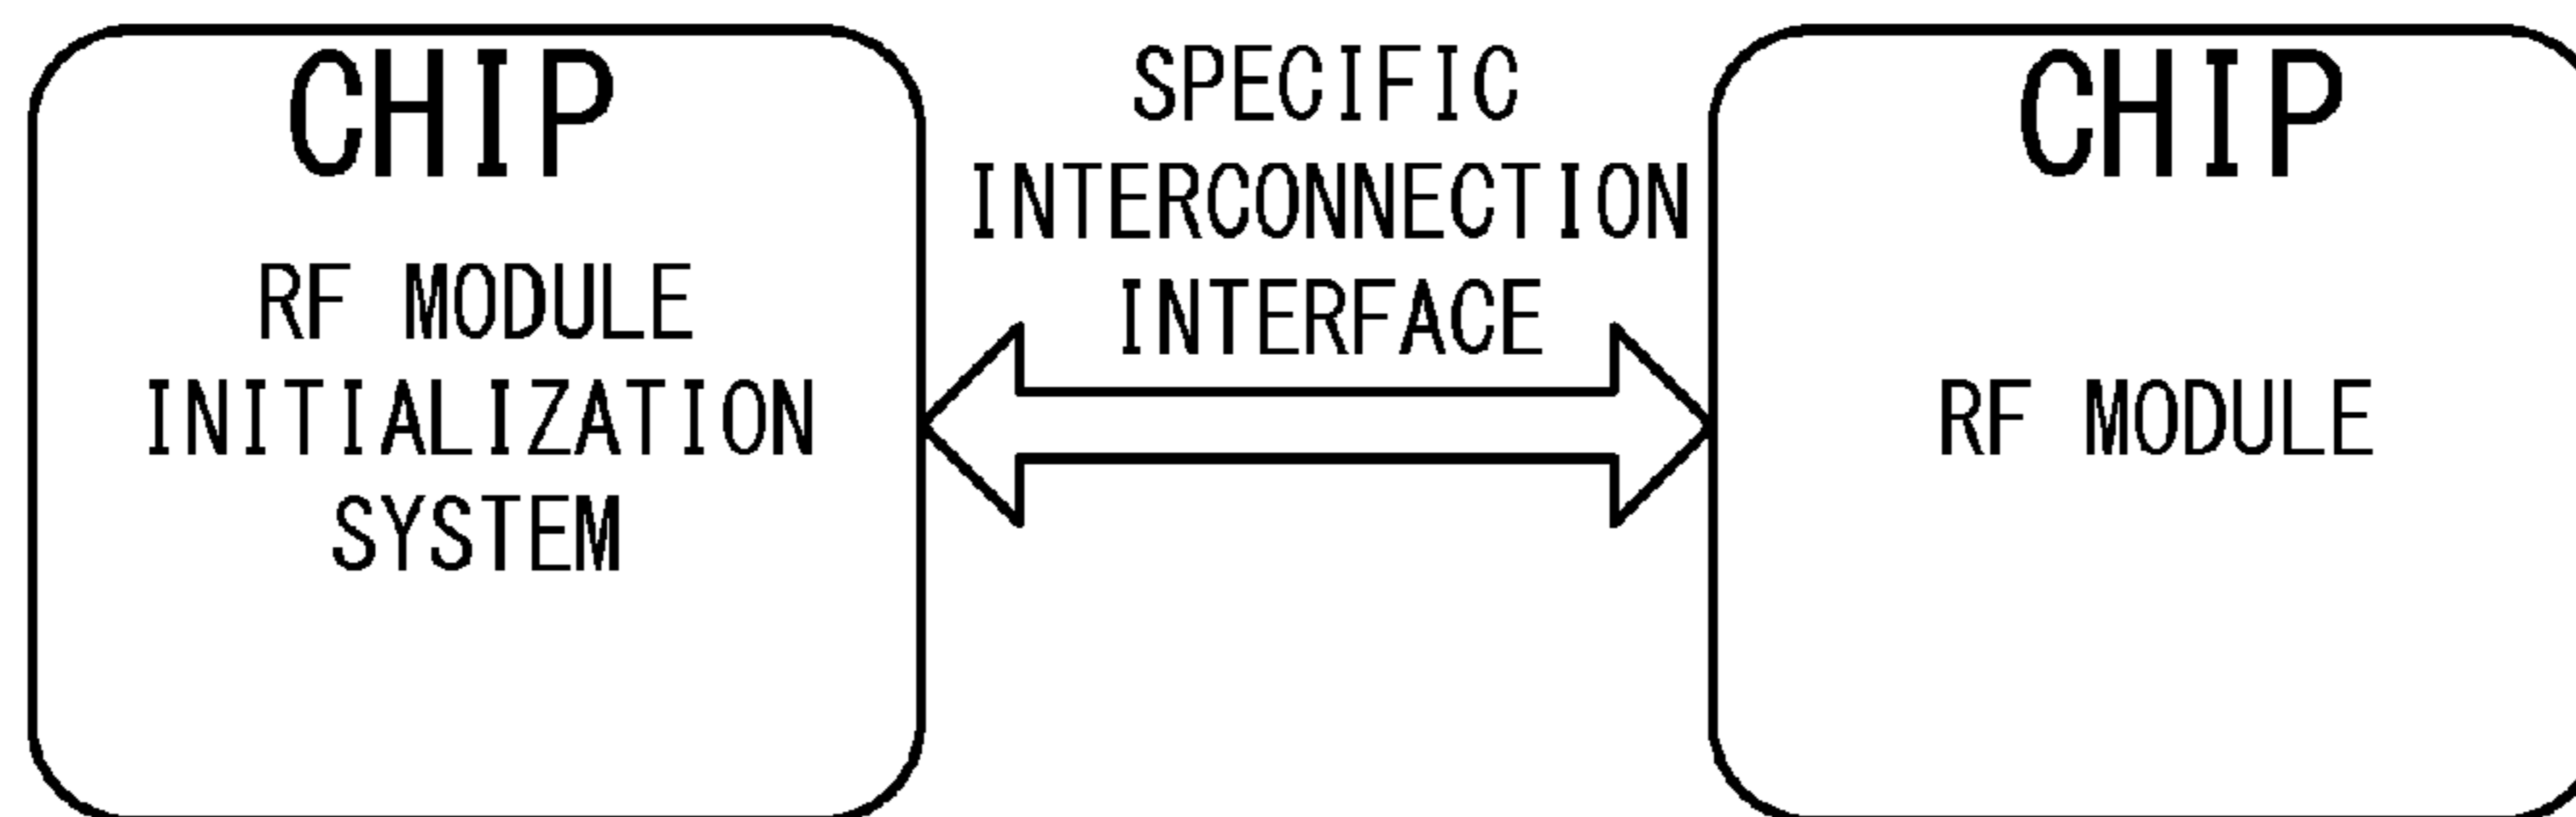 CHIP
RF MODULE
INITIALIZATION
SYSTEM
SPECIFIC
INTERCONNECTION
INTERFACE
CHIP
RF MODULE